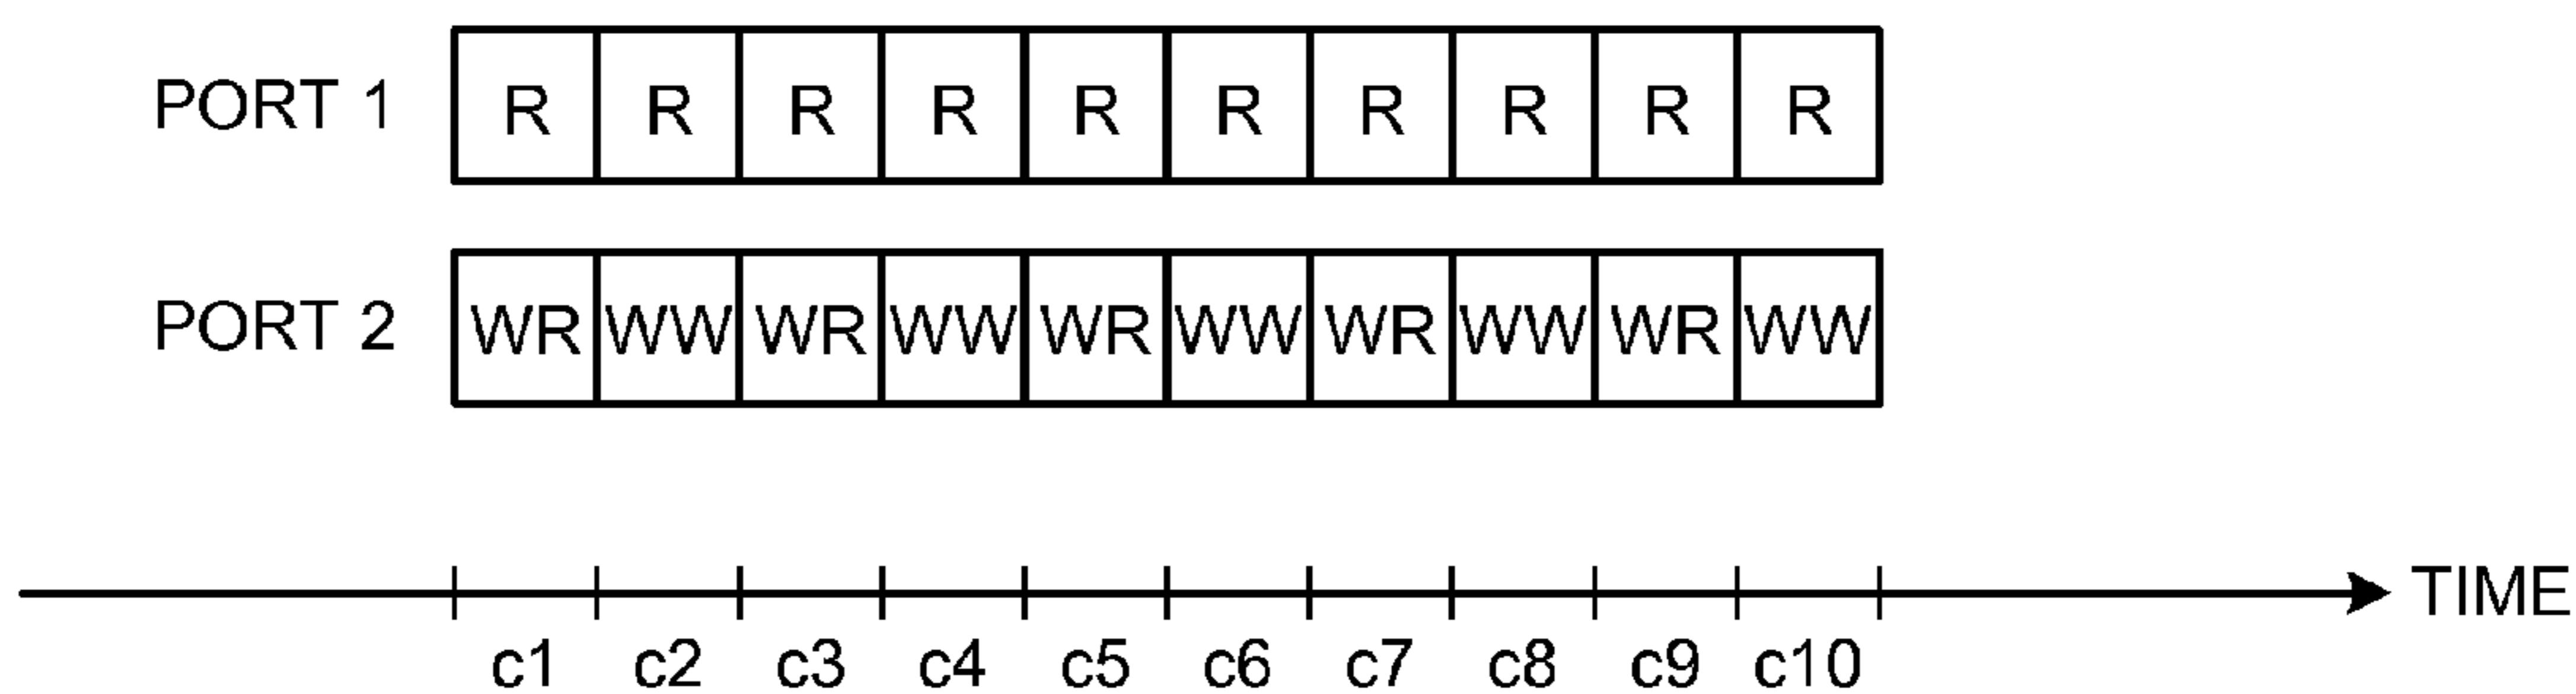 PORT 1 R R R R R R R R R R
PORT 2 WR WW WR WW WR WW WR WW WR WW
TIME
c1 c2 c3 c4 c5 c6 c7 c8 c9 c10